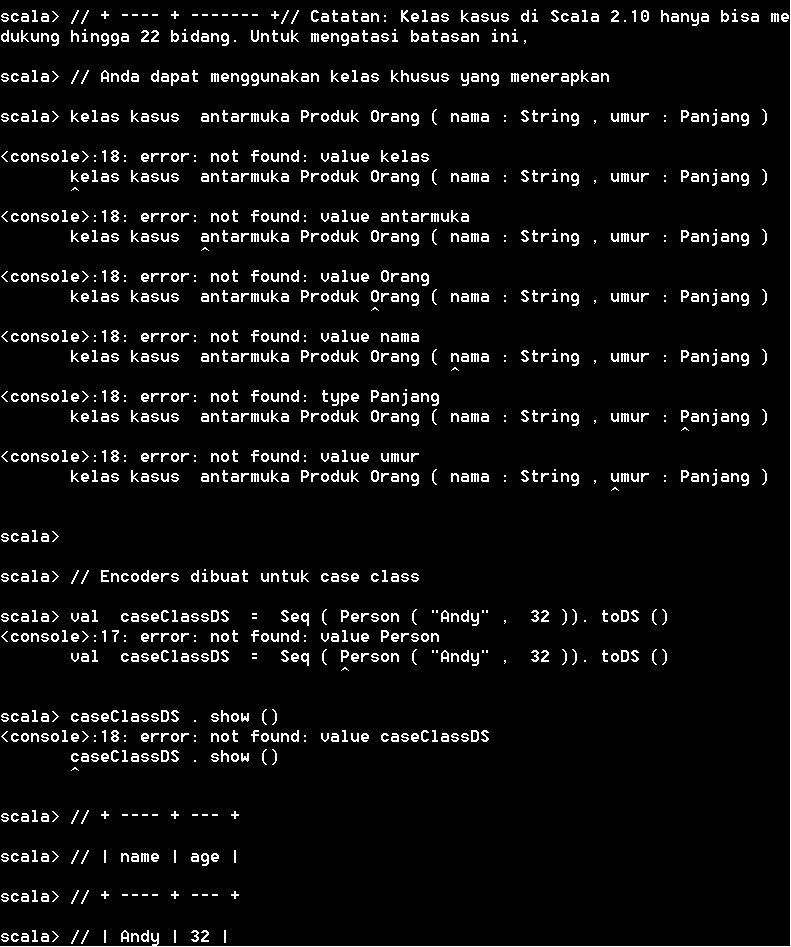 scala> // + ---- + ------- +// Catatan: Kelas kasus di Scala 2.10 hanya bisa me
dukung hingga 22 bidang. Untuk mengatasi batasan ini,
scala> // Anda dapat menggunakan kelas khusus yang menerapkan
scala> kelas kasus  antarmuka Produk Orang ( nama : String , umur : Panjang )
<console>:18: error: not found: value kelas
       kelas kasus  antarmuka Produk Orang ( nama : String , umur : Panjang )
       ^
<console>:18: error: not found: value antarmuka
       kelas kasus  antarmuka Produk Orang ( nama : String , umur : Panjang )
                    ^
<console>:18: error: not found: value Orang
       kelas kasus  antarmuka Produk Orang ( nama : String , umur : Panjang )
                                     ^
<console>:18: error: not found: value nama
       kelas kasus  antarmuka Produk Orang ( nama : String , umur : Panjang )
                                             ^
<console>:18: error: not found: type Panjang
       kelas kasus  antarmuka Produk Orang ( nama : String , umur : Panjang )
                                                                    ^
<console>:18: error: not found: value umur
       kelas kasus  antarmuka Produk Orang ( nama : String , umur : Panjang )
                                                             ^
scala>
scala> // Encoders dibuat untuk case class
scala> val  caseClassDS  =  Seq ( Person ( "Andy" ,  32 )). toDS ()
<console>:17: error: not found: value Person
       val  caseClassDS  =  Seq ( Person ( "Andy" ,  32 )). toDS ()
                                  ^
scala> caseClassDS . show ()
<console>:18: error: not found: value caseClassDS
       caseClassDS . show ()
       ^
scala> // + ---- + --- +
scala> // | name | age |
scala> // + ---- + --- +
scala> // | Andy | 32 |